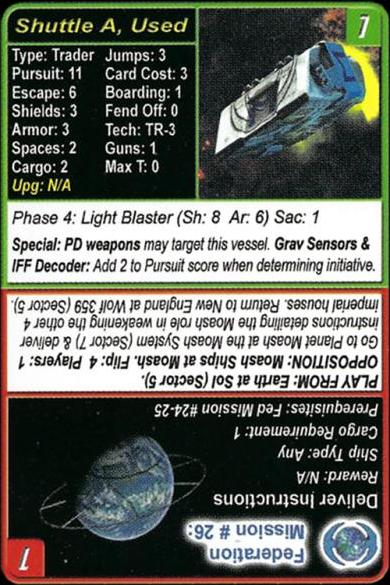 Shuttle A, Used
1
Type: Trader Jumps: 3
Pursuit: 11 Card Cost: 3
Escape: 6 Boarding: 1
Shields: 3 Fend Off: 0
Armor: 3 Tech: TR-3
Spaces: 2 Guns: 1
Cargo: 2 Max T: 0
Upg: N/A
Phase 4: Light Blaster (Sh: 8 Ar: 6) Sac: 1
Special: PD weapons may target this vessel. Grav Sensors &
IFF Decoder: Add 2 to Pursuit score when determining initiative.
1
Federation
Mission # 26:
Deliver Instructions
Reward: N/A
Ship Type: Any
Cargo Requirement: 1
Prerequisites: Fed Mission #24-25
PLAY FROM: Earth at Sol (Sector 5).
OPPOSITION: Moash Ships at Moash. Flip: 4 Players: 1
Go to Planet Moash at the Moash System (Sector 7) & deliver
instructions detailing the Moash role in weakening the other 4
imperial houses. Return to New England at Wolf 359 (Sector 5).